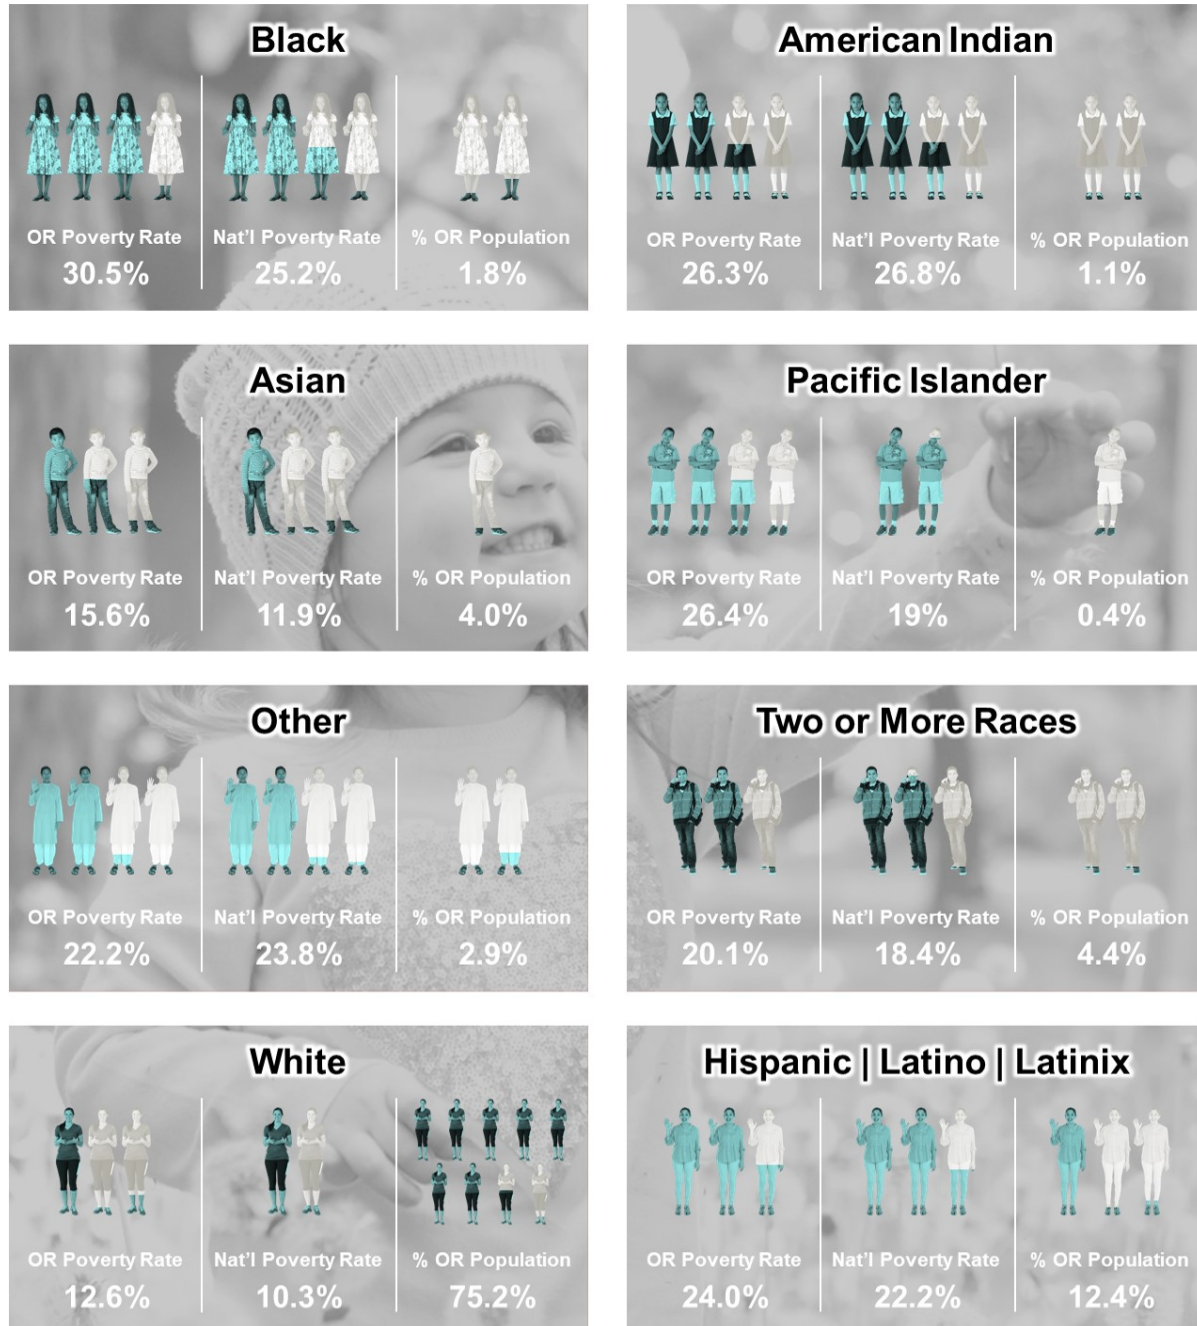 Black
OR Poverty Rate
30.5%
Nat'l Poverty Rate
25.2%
% OR Population
1.8%
American Indian
OR Poverty Rate
26.3%
Nat'l Poverty Rate
26.8%
% OR Population
1.1%
Asian
OR Poverty Rate
15.6%
Nat'l Poverty Rate
11.9%
% OR Population
4.0%
Pacific Islander
OR Poverty Rate
26.4%
Nat'l Poverty Rate
19%
% OR Population
0.4%
Other
OR Poverty Rate
22.2%
Nat'l Poverty Rate
23.8%
% OR Population
2.9%
Two or More Races
OR Poverty Rate
20.1%
Nat'l Poverty Rate
18.4%
% OR Population
4.4%
White
OR Poverty Rate
12.6%
Nat'l Poverty Rate
10.3%
% OR Population
75.2%
Hispanic | Latino | Latinix
OR Poverty Rate
24.0%
Nat'l Poverty Rate
22.2%
% OR Population
12.4%